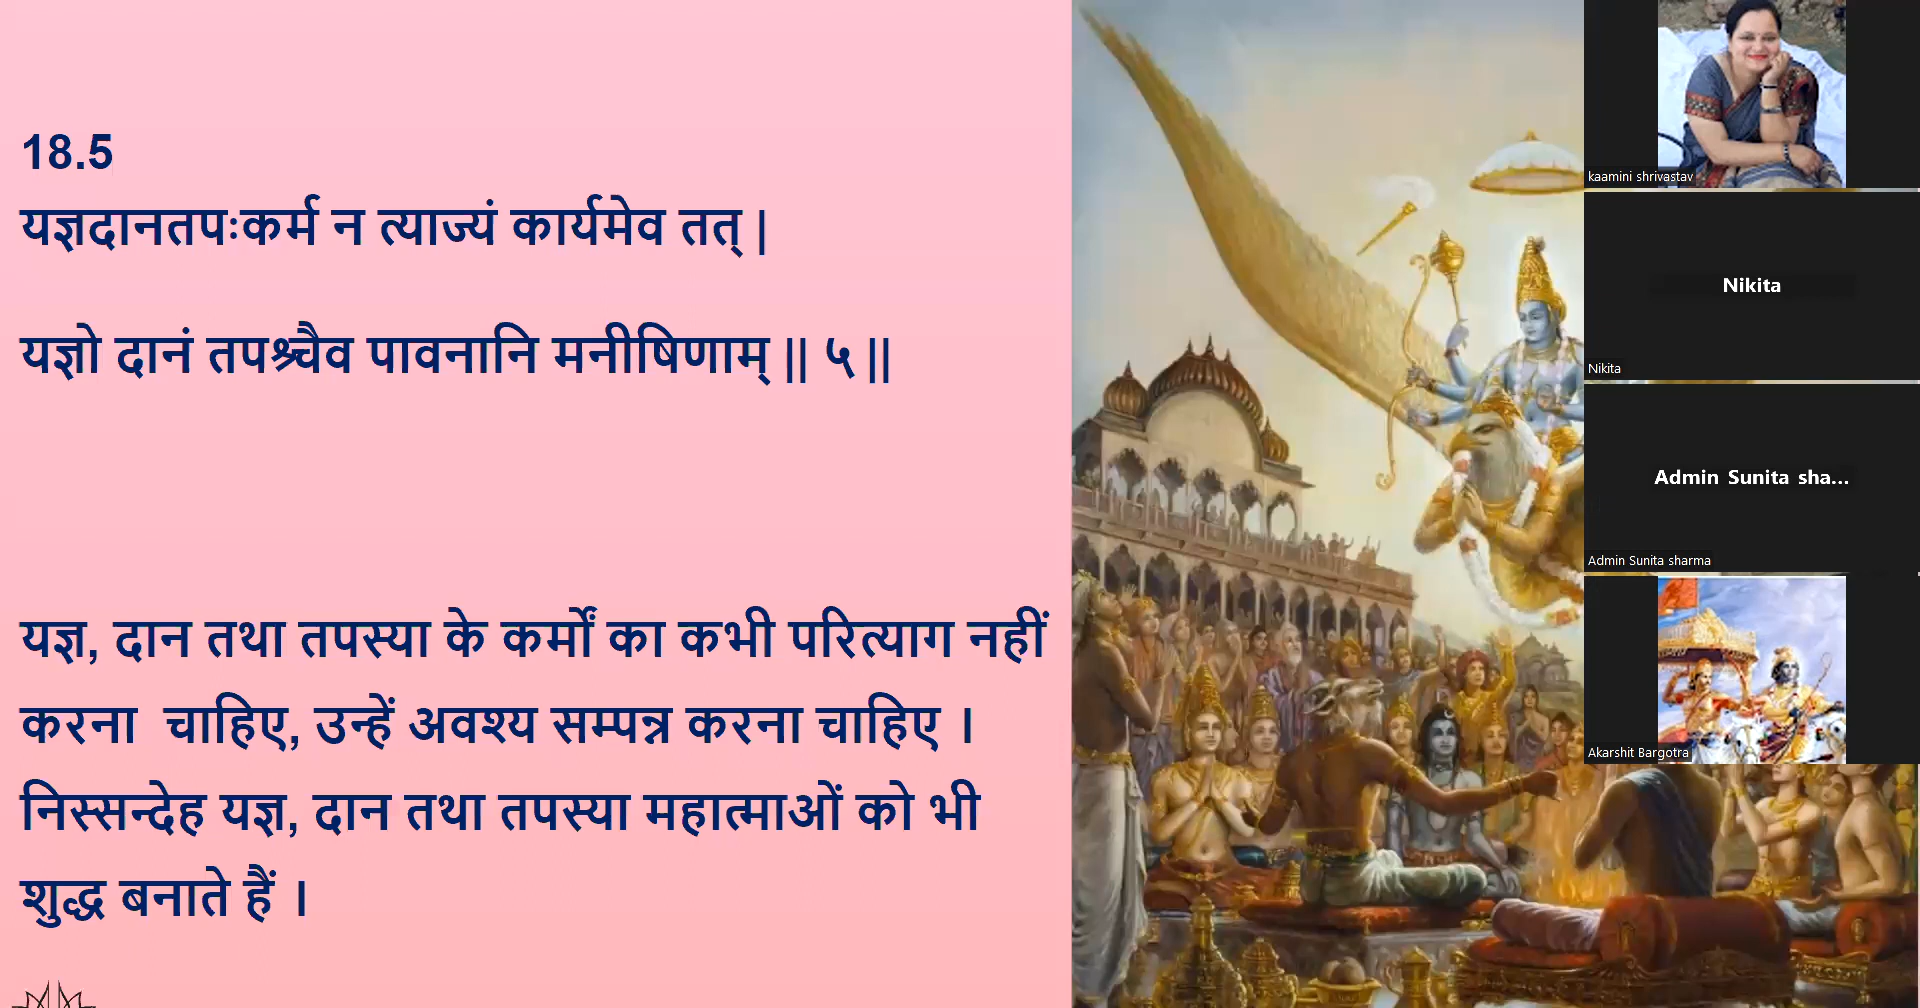 18.5
यज्ञदानतपःकर्म न त्याज्यं कार्यमेव तत् |
यज्ञो दानं तपश्र्चैव पावनानि मनीषिणाम् || ५ ||
यज्ञ, दान तथा तपस्या के कर्मों का कभी परित्याग नहीं
करना चाहिए, उन्हें अवश्य सम्पन्न करना चाहिए ।
निस्सन्देह यज्ञ, दान तथा तपस्या महात्माओं को भी
शुद्ध बनाते हैं ।
kaamini shrivastav
Nikita
Nikita
Admin Sunita sha...
Admin Sunita sharma
Akarshit Bargotra